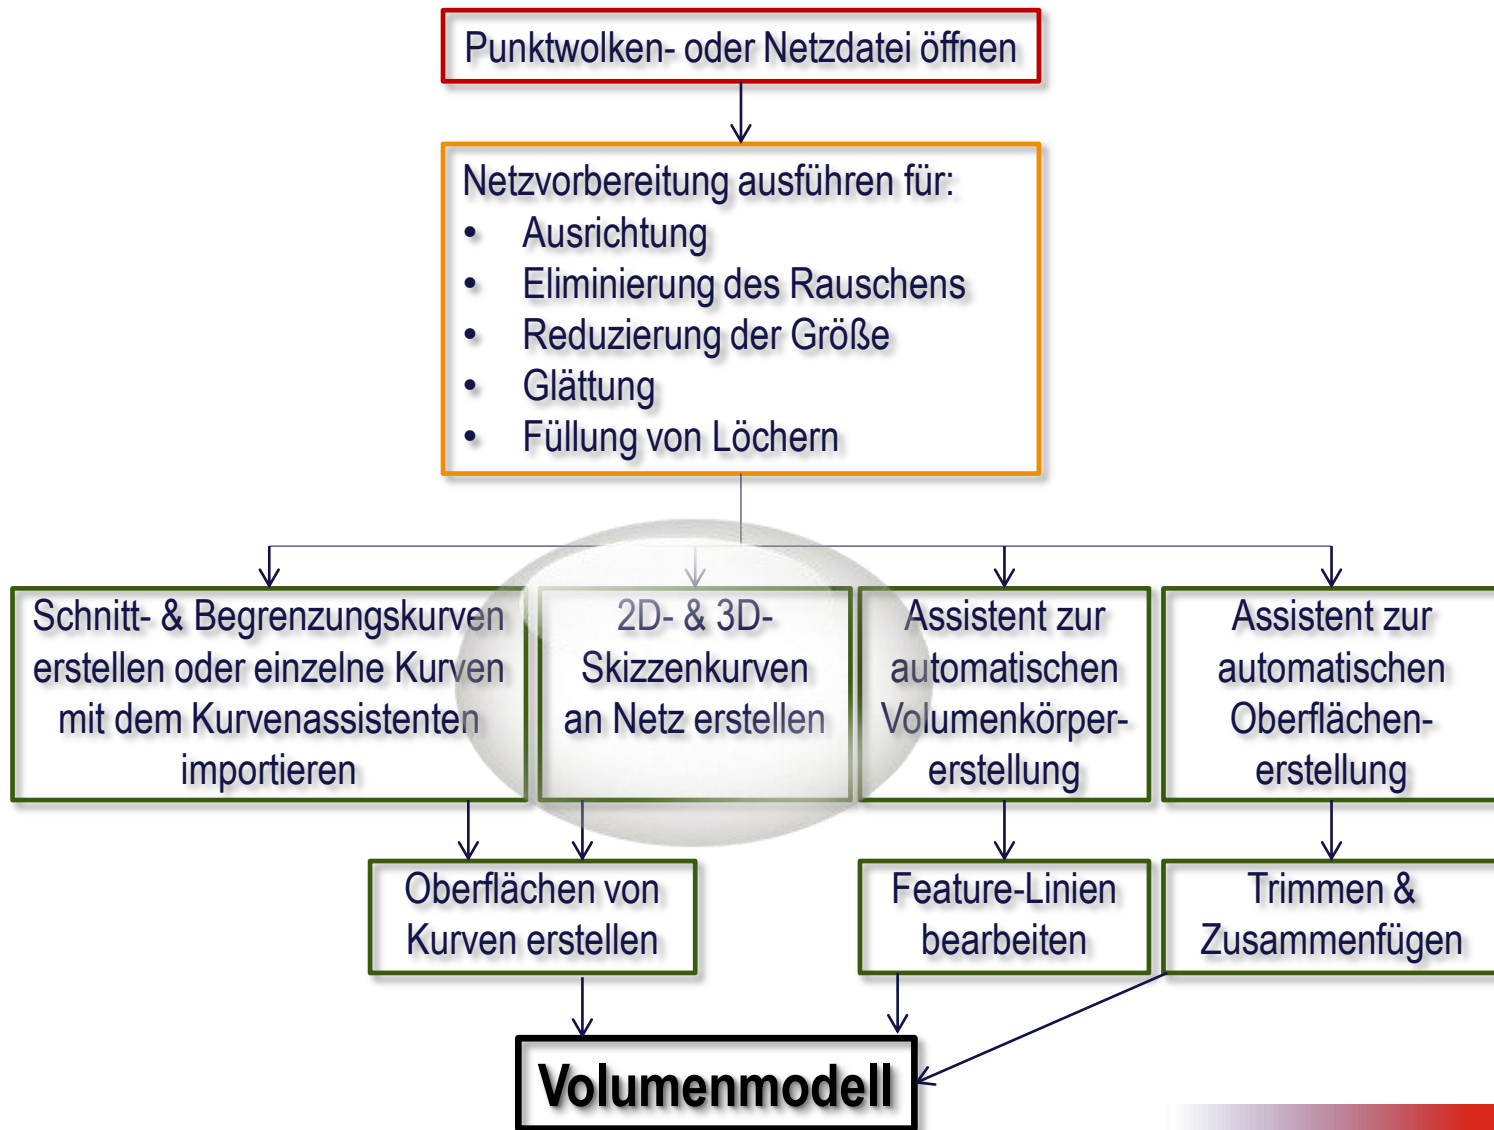 Punktwolken- oder Netzdatei öffnen
Netzvorbereitung ausführen für:
• Ausrichtung
• Eliminierung des Rauschens
• Reduzierung der Größe
• Glättung
• Füllung von Löchern
Schnitt- & Begrenzungskurven
erstellen oder einzelne Kurven
mit dem Kurvenassistenten
importieren
2D- & 3D-
Skizzenkurven
an Netz erstellen
Assistent zur
automatischen
Volumenkörper-
erstellung
Assistent zur
automatischen
Oberflächen-
erstellung
Oberflächen von
Kurven erstellen
Feature-Linien
bearbeiten
Trimmen &
Zusammenfügen
Volumenmodell